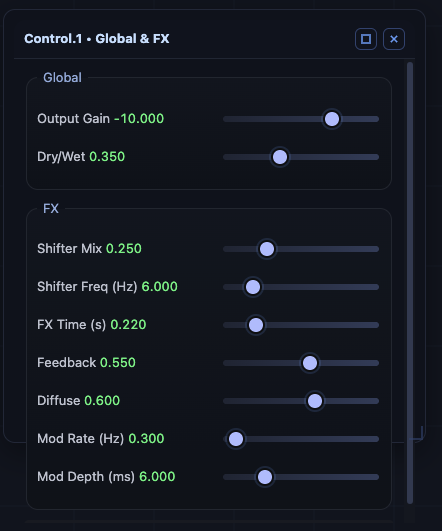 Control.1 • Global & FX
Global
Output Gain -10.000
Dry/Wet 0.350
FX
Shifter Mix 0.250
Shifter Freq (Hz) 6.000
FX Time (s) 0.220
Feedback 0.550
Diffuse 0.600
Mod Rate (Hz) 0.300
Mod Depth (ms) 6.000